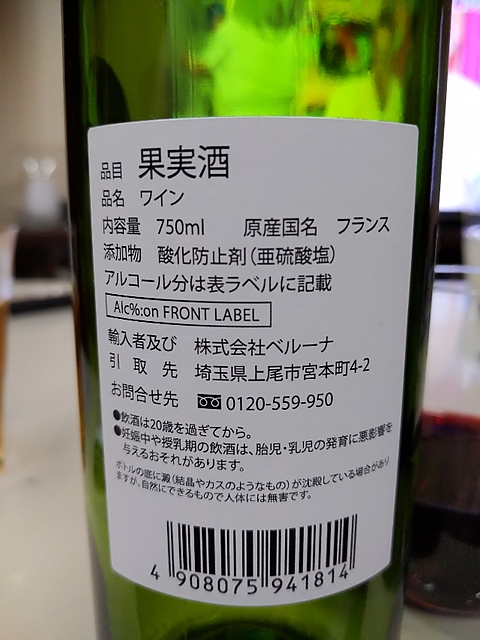 品目 果実酒
品名 ワイン
内容量 750ml 原産国名 フランス
添加物 酸化防止剤(亜硫酸塩)
アルコール分は表ラベルに記載
Alc%:on FRONT LABEL
輸入者及び 株式会社ベルーナ
引取先 埼玉県上尾市宮本町4-2
お問合せ先 0120-559-950
●飲酒は20歳を過ぎてから。
●妊娠中や授乳期の飲酒は、胎児・乳児の発育に悪影響を
与えるおそれがあります。
ボトルの底に澱(結晶やカスのようなもの)が沈殿している場合があり
ますが、自然にできるもので人体には無害です。
4 908075 941814